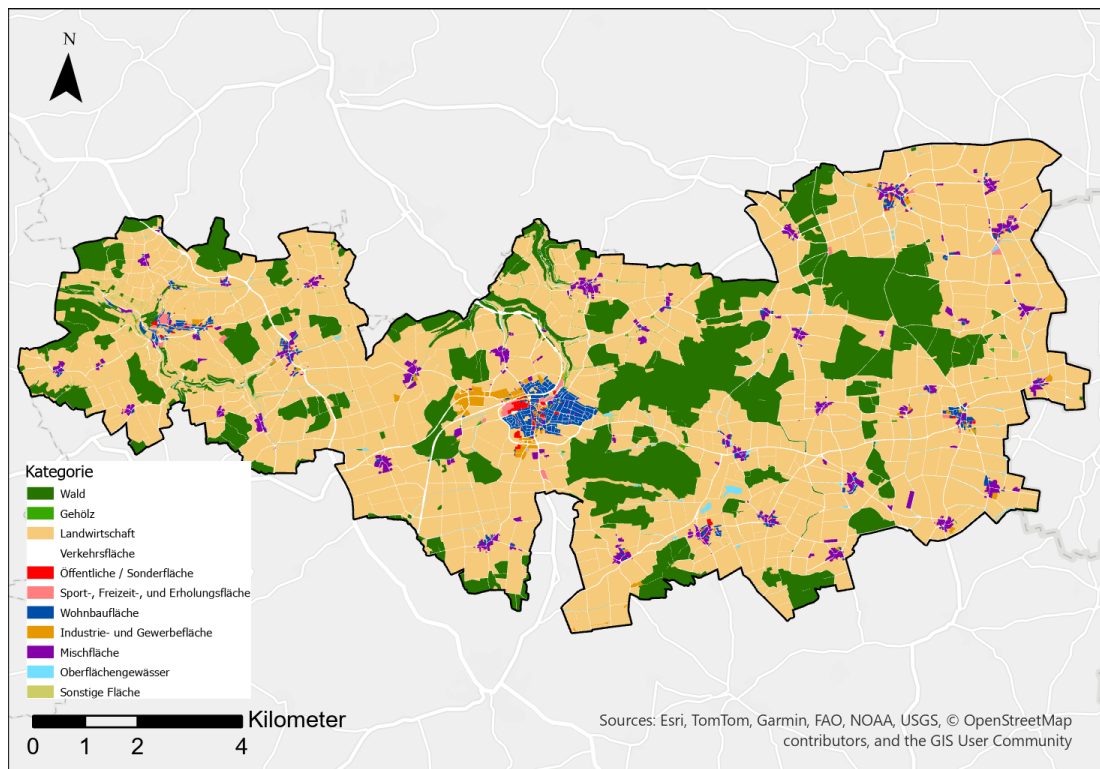 N
Kategorie
Wald
Gehölz
Landwirtschaft
Verkehrsfläche
Öffentliche / Sonderfläche
Sport-, Freizeit-, und Erholungsfläche
Wohnbaufläche
Industrie- und Gewerbefläche
Mischfläche
Oberflächengewässer
Sonstige Fläche
Kilometer
0 1 2 4
Sources: Esri, TomTom, Garmin, FAO, NOAA, USGS, © OpenStreetMap
contributors, and the GIS User Community